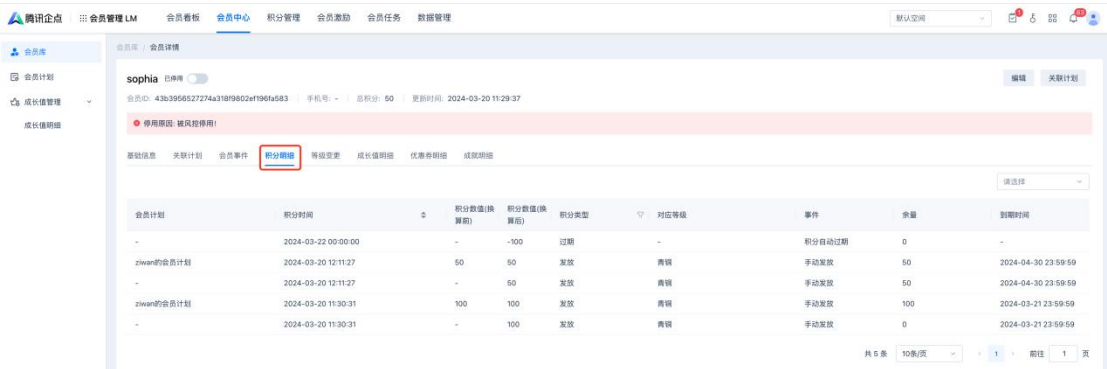 腾讯企点 会员管理 LM 会员看板 会员中心 积分管理 会员激励 会员任务 数据管理 默认空间 63
会员库
会员计划
成长值管理
成长值明细
会员库 / 会员详情
sophia 已停用 编辑 关联计划
会员ID: 43b3956527274a318f9802ef196fa583 手机号: - 总积分: 50 更新时间: 2024-03-20 11:29:37
停用原因: 被风控停用!
基础信息 关联计划 会员事件 积分明细 等级变更 成长值明细 优惠券明细 成就明细
请选择
会员计划 积分时间 积分数值(换算前) 积分数值(换算后) 积分类型 对应等级 事件 余量 到期时间
- 2024-03-22 00:00:00 - -100 过期 - 积分自动过期 0 -
ziwan的会员计划 2024-03-20 12:11:27 50 50 发放 青铜 手动发放 50 2024-04-30 23:59:59
- 2024-03-20 12:11:27 - 50 发放 青铜 手动发放 50 2024-04-30 23:59:59
ziwan的会员计划 2024-03-20 11:30:31 100 100 发放 青铜 手动发放 100 2024-03-21 23:59:59
- 2024-03-20 11:30:31 - 100 发放 青铜 手动发放 0 2024-03-21 23:59:59
共 5 条 10条/页 1 前往 1 页